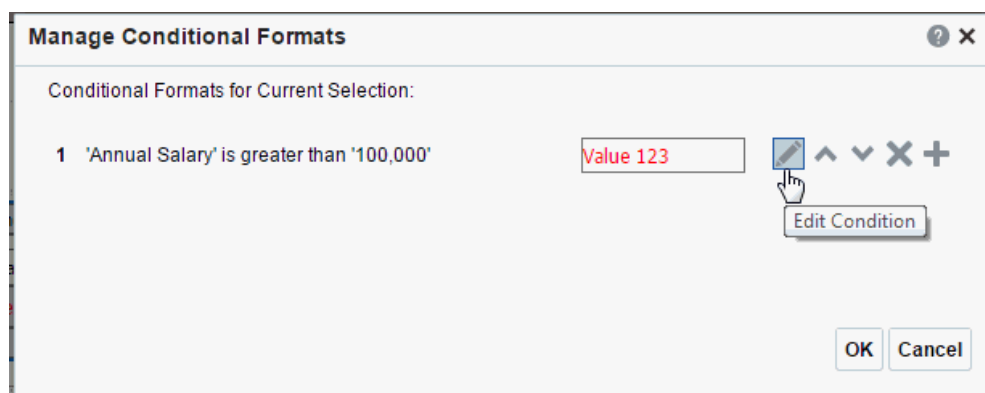 Manage Conditional Formats
Conditional Formats for Current Selection:
1 'Annual Salary' is greater than '100,000' Value 123
Edit Condition
OK Cancel